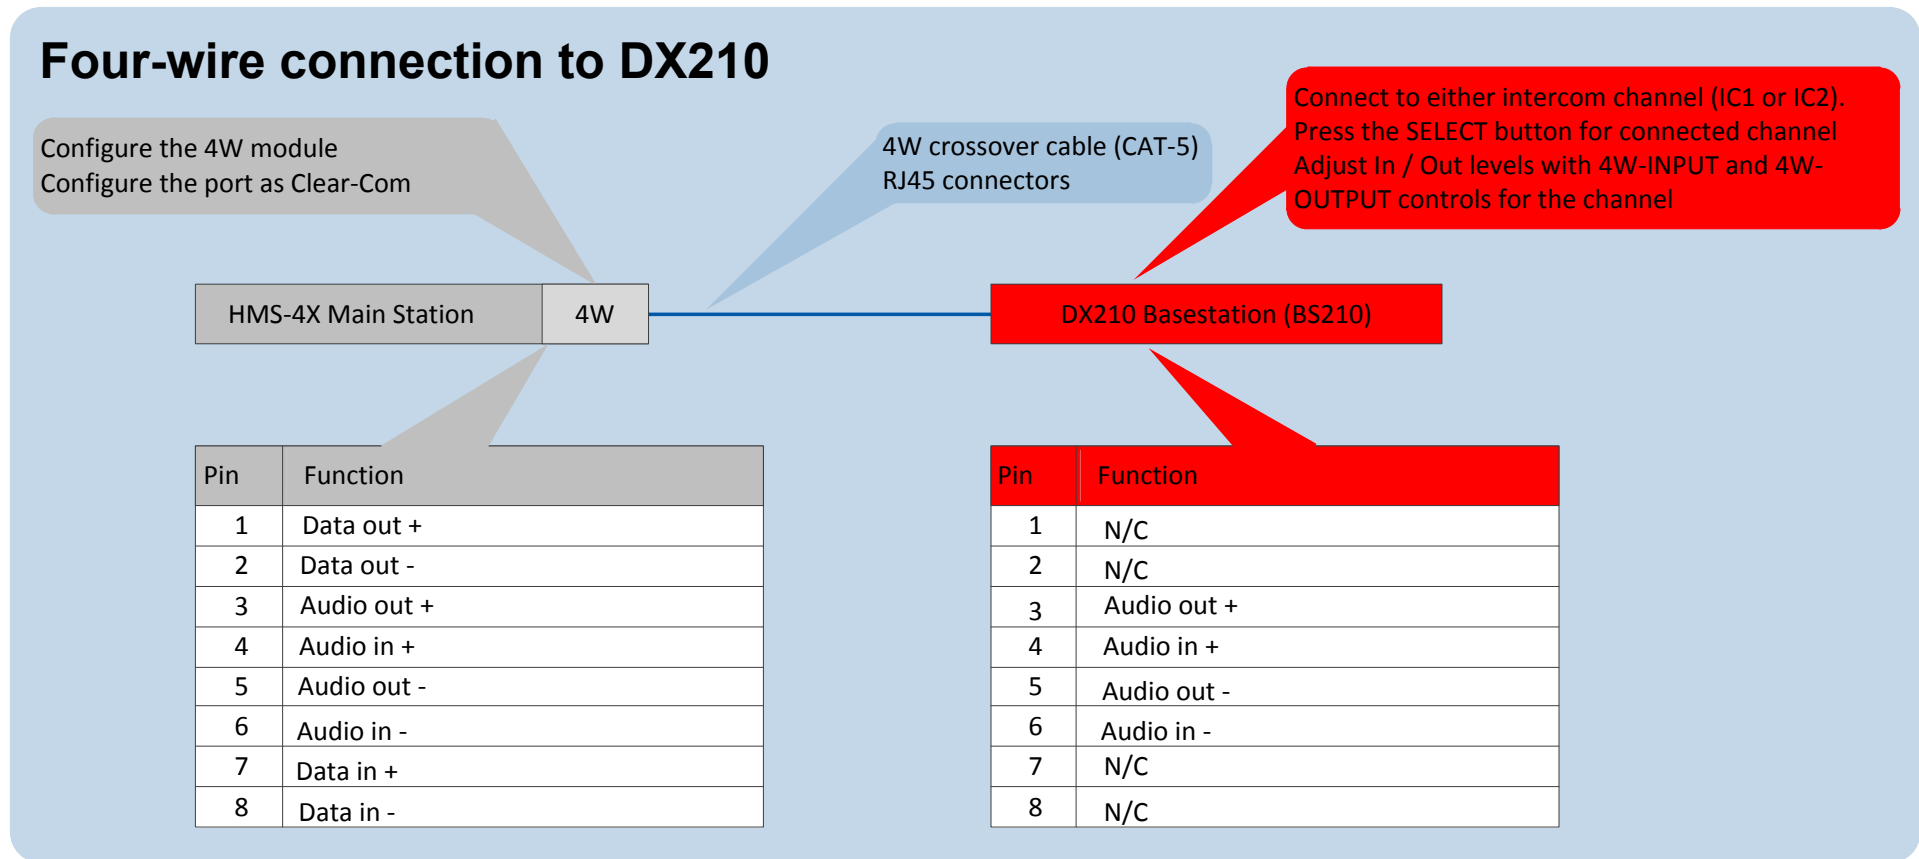 Four-wire connection to DX210
Configure the 4W module
Configure the port as Clear-Com
4W crossover cable (CAT-5)
RJ45 connectors
Connect to either intercom channel (IC1 or IC2).
Press the SELECT button for connected channel
Adjust In / Out levels with 4W-INPUT and 4W-
OUTPUT controls for the channel
HMS-4X Main Station 4W
DX210 Basestation (BS210)
Pin Function
1 Data out +
2 Data out -
3 Audio out +
4 Audio in +
5 Audio out -
6 Audio in -
7 Data in +
8 Data in -
Pin Function
1 N/C
2 N/C
3 Audio out +
4 Audio in +
5 Audio out -
6 Audio in -
7 N/C
8 N/C